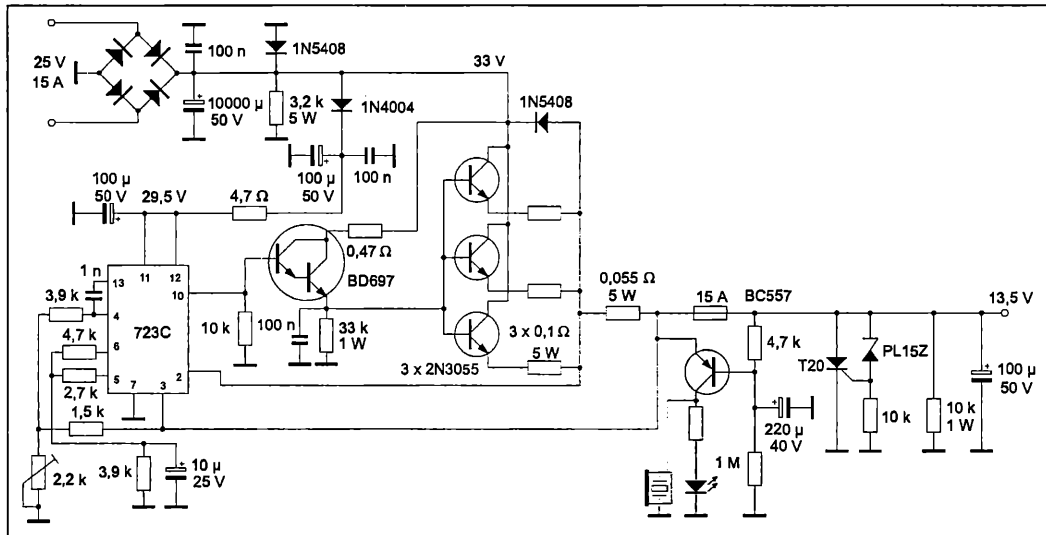 25 V
15 A
100 n
1N5408
33 V
10000 µ
50 V
+
3,2 k
5 W
1N4004
1N5408
100 µ
50 V
+
29,5 V
4,7 Ω
100 µ
50 V
+
100 n
1 n
13
11
12
10
3,9 k
4
723C
4,7 k
6
2,7 k
5
7
3
2
1,5 k
2,2 k
3,9 k
+
10 µ
25 V
10 k
100 n
0,47 Ω
BD697
33 k
1 W
3 x 2N3055
3 x 0,1 Ω
5 W
0,055 Ω
5 W
15 A
BC557
13,5 V
4,7 k
+
220 µ
40 V
1 M
T20
PL15Z
10 k
10 k
1 W
+
100 µ
50 V